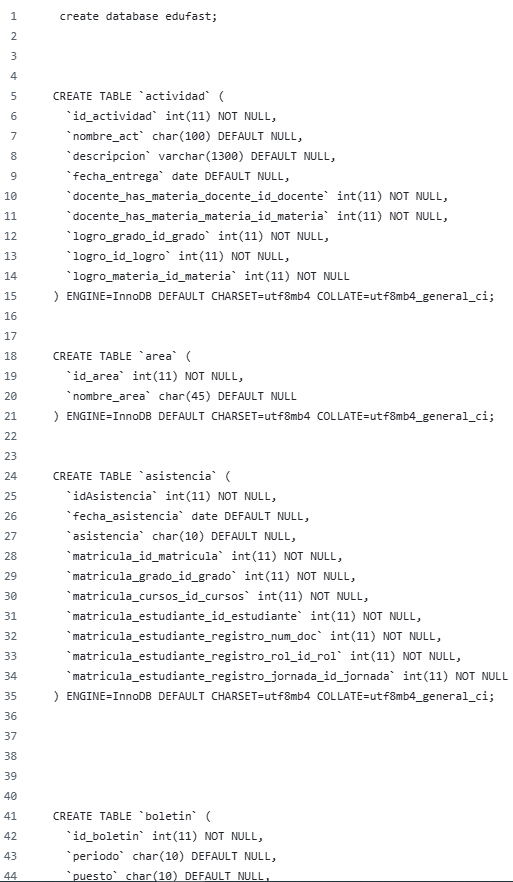 1 create database edufast;
2
3
4
5 CREATE TABLE `actividad` (
6 `id_actividad` int(11) NOT NULL,
7 `nombre_act` char(100) DEFAULT NULL,
8 `descripcion` varchar(1300) DEFAULT NULL,
9 `fecha_entrega` date DEFAULT NULL,
10 `docente_has_materia_docente_id_docente` int(11) NOT NULL,
11 `docente_has_materia_materia_id_materia` int(11) NOT NULL,
12 `logro_grado_id_grado` int(11) NOT NULL,
13 `logro_id_logro` int(11) NOT NULL,
14 `logro_materia_id_materia` int(11) NOT NULL
15 ) ENGINE=InnoDB DEFAULT CHARSET=utf8mb4 COLLATE=utf8mb4_general_ci;
16
17
18 CREATE TABLE `area` (
19 `id_area` int(11) NOT NULL,
20 `nombre_area` char(45) DEFAULT NULL
21 ) ENGINE=InnoDB DEFAULT CHARSET=utf8mb4 COLLATE=utf8mb4_general_ci;
22
23
24 CREATE TABLE `asistencia` (
25 `idAsistencia` int(11) NOT NULL,
26 `fecha_asistencia` date DEFAULT NULL,
27 `asistencia` char(10) DEFAULT NULL,
28 `matricula_id_matricula` int(11) NOT NULL,
29 `matricula_grado_id_grado` int(11) NOT NULL,
30 `matricula_cursos_id_cursos` int(11) NOT NULL,
31 `matricula_estudiante_id_estudiante` int(11) NOT NULL,
32 `matricula_estudiante_registro_num_doc` int(11) NOT NULL,
33 `matricula_estudiante_registro_rol_id_rol` int(11) NOT NULL,
34 `matricula_estudiante_registro_jornada_id_jornada` int(11) NOT NULL
35 ) ENGINE=InnoDB DEFAULT CHARSET=utf8mb4 COLLATE=utf8mb4_general_ci;
36
37
38
39
40
41 CREATE TABLE `boletin` (
42 `id_boletin` int(11) NOT NULL,
43 `periodo` char(10) DEFAULT NULL,
44 `puesto` char(10) DEFAULT NULL,